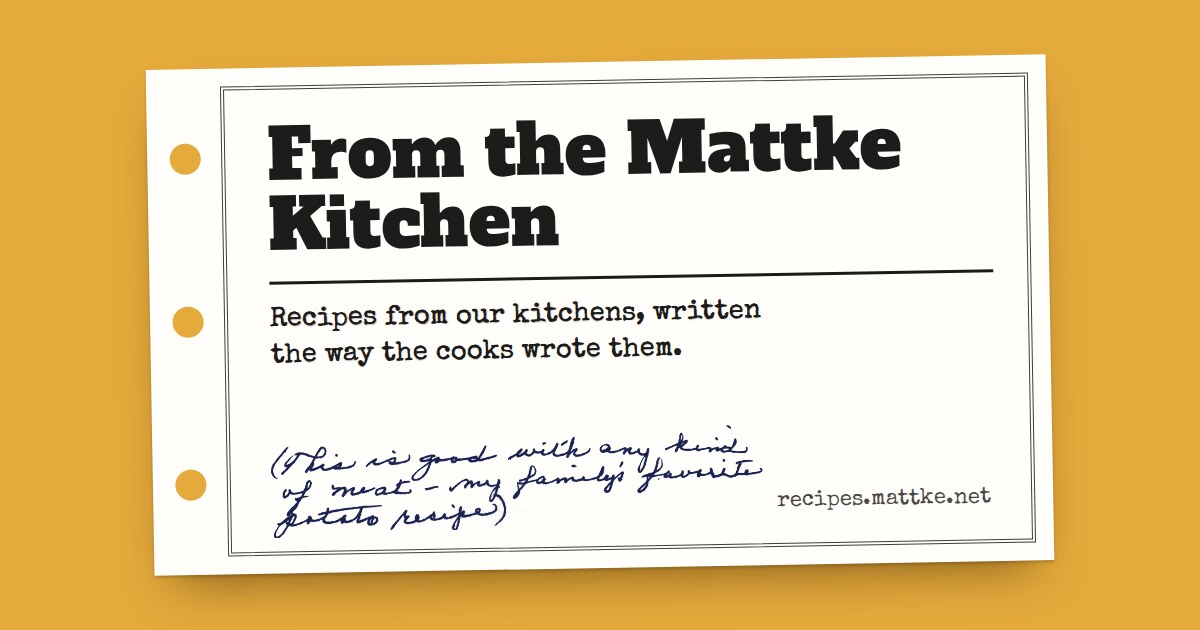 From the Mattke
Kitchen
Recipes from our kitchens, written
the way the cooks wrote them.
(This is good with any kind
of meat - my family's favorite
potato recipe)
recipes.mattke.net